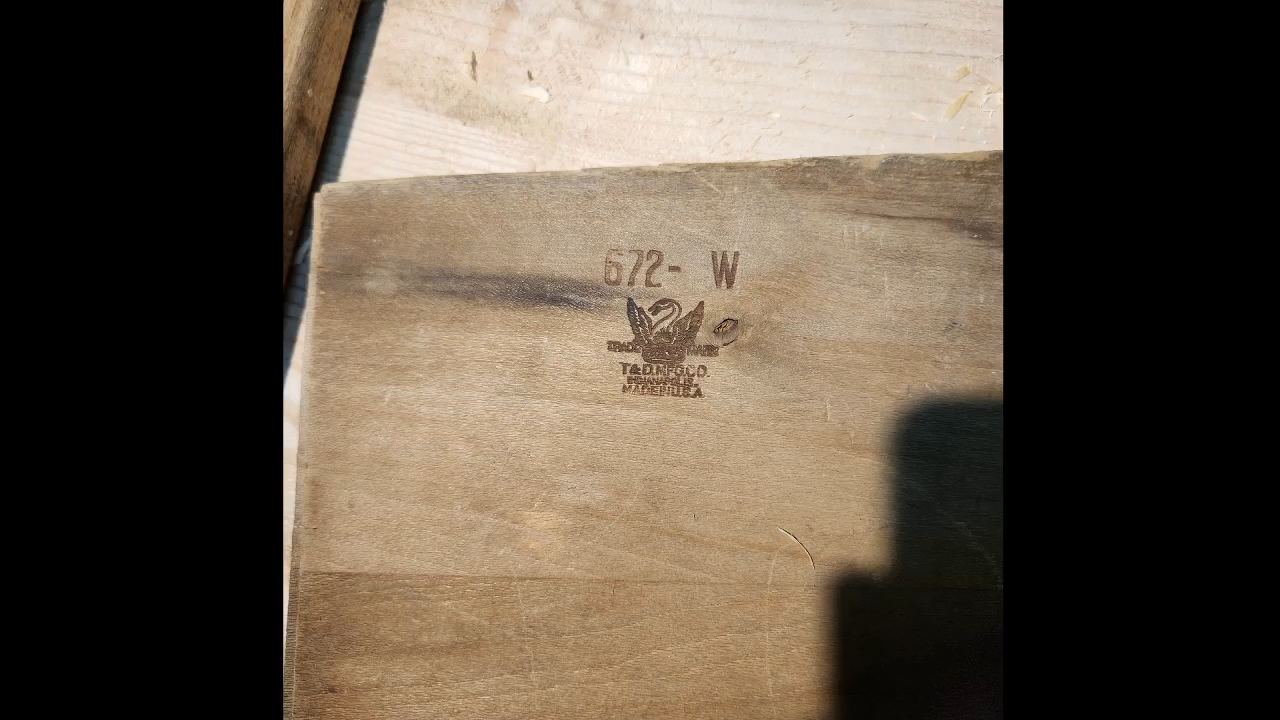 672- W
TRADE MARK
T&D.MFG.CO.
INDIANAPOLIS.
MADE IN U.S.A